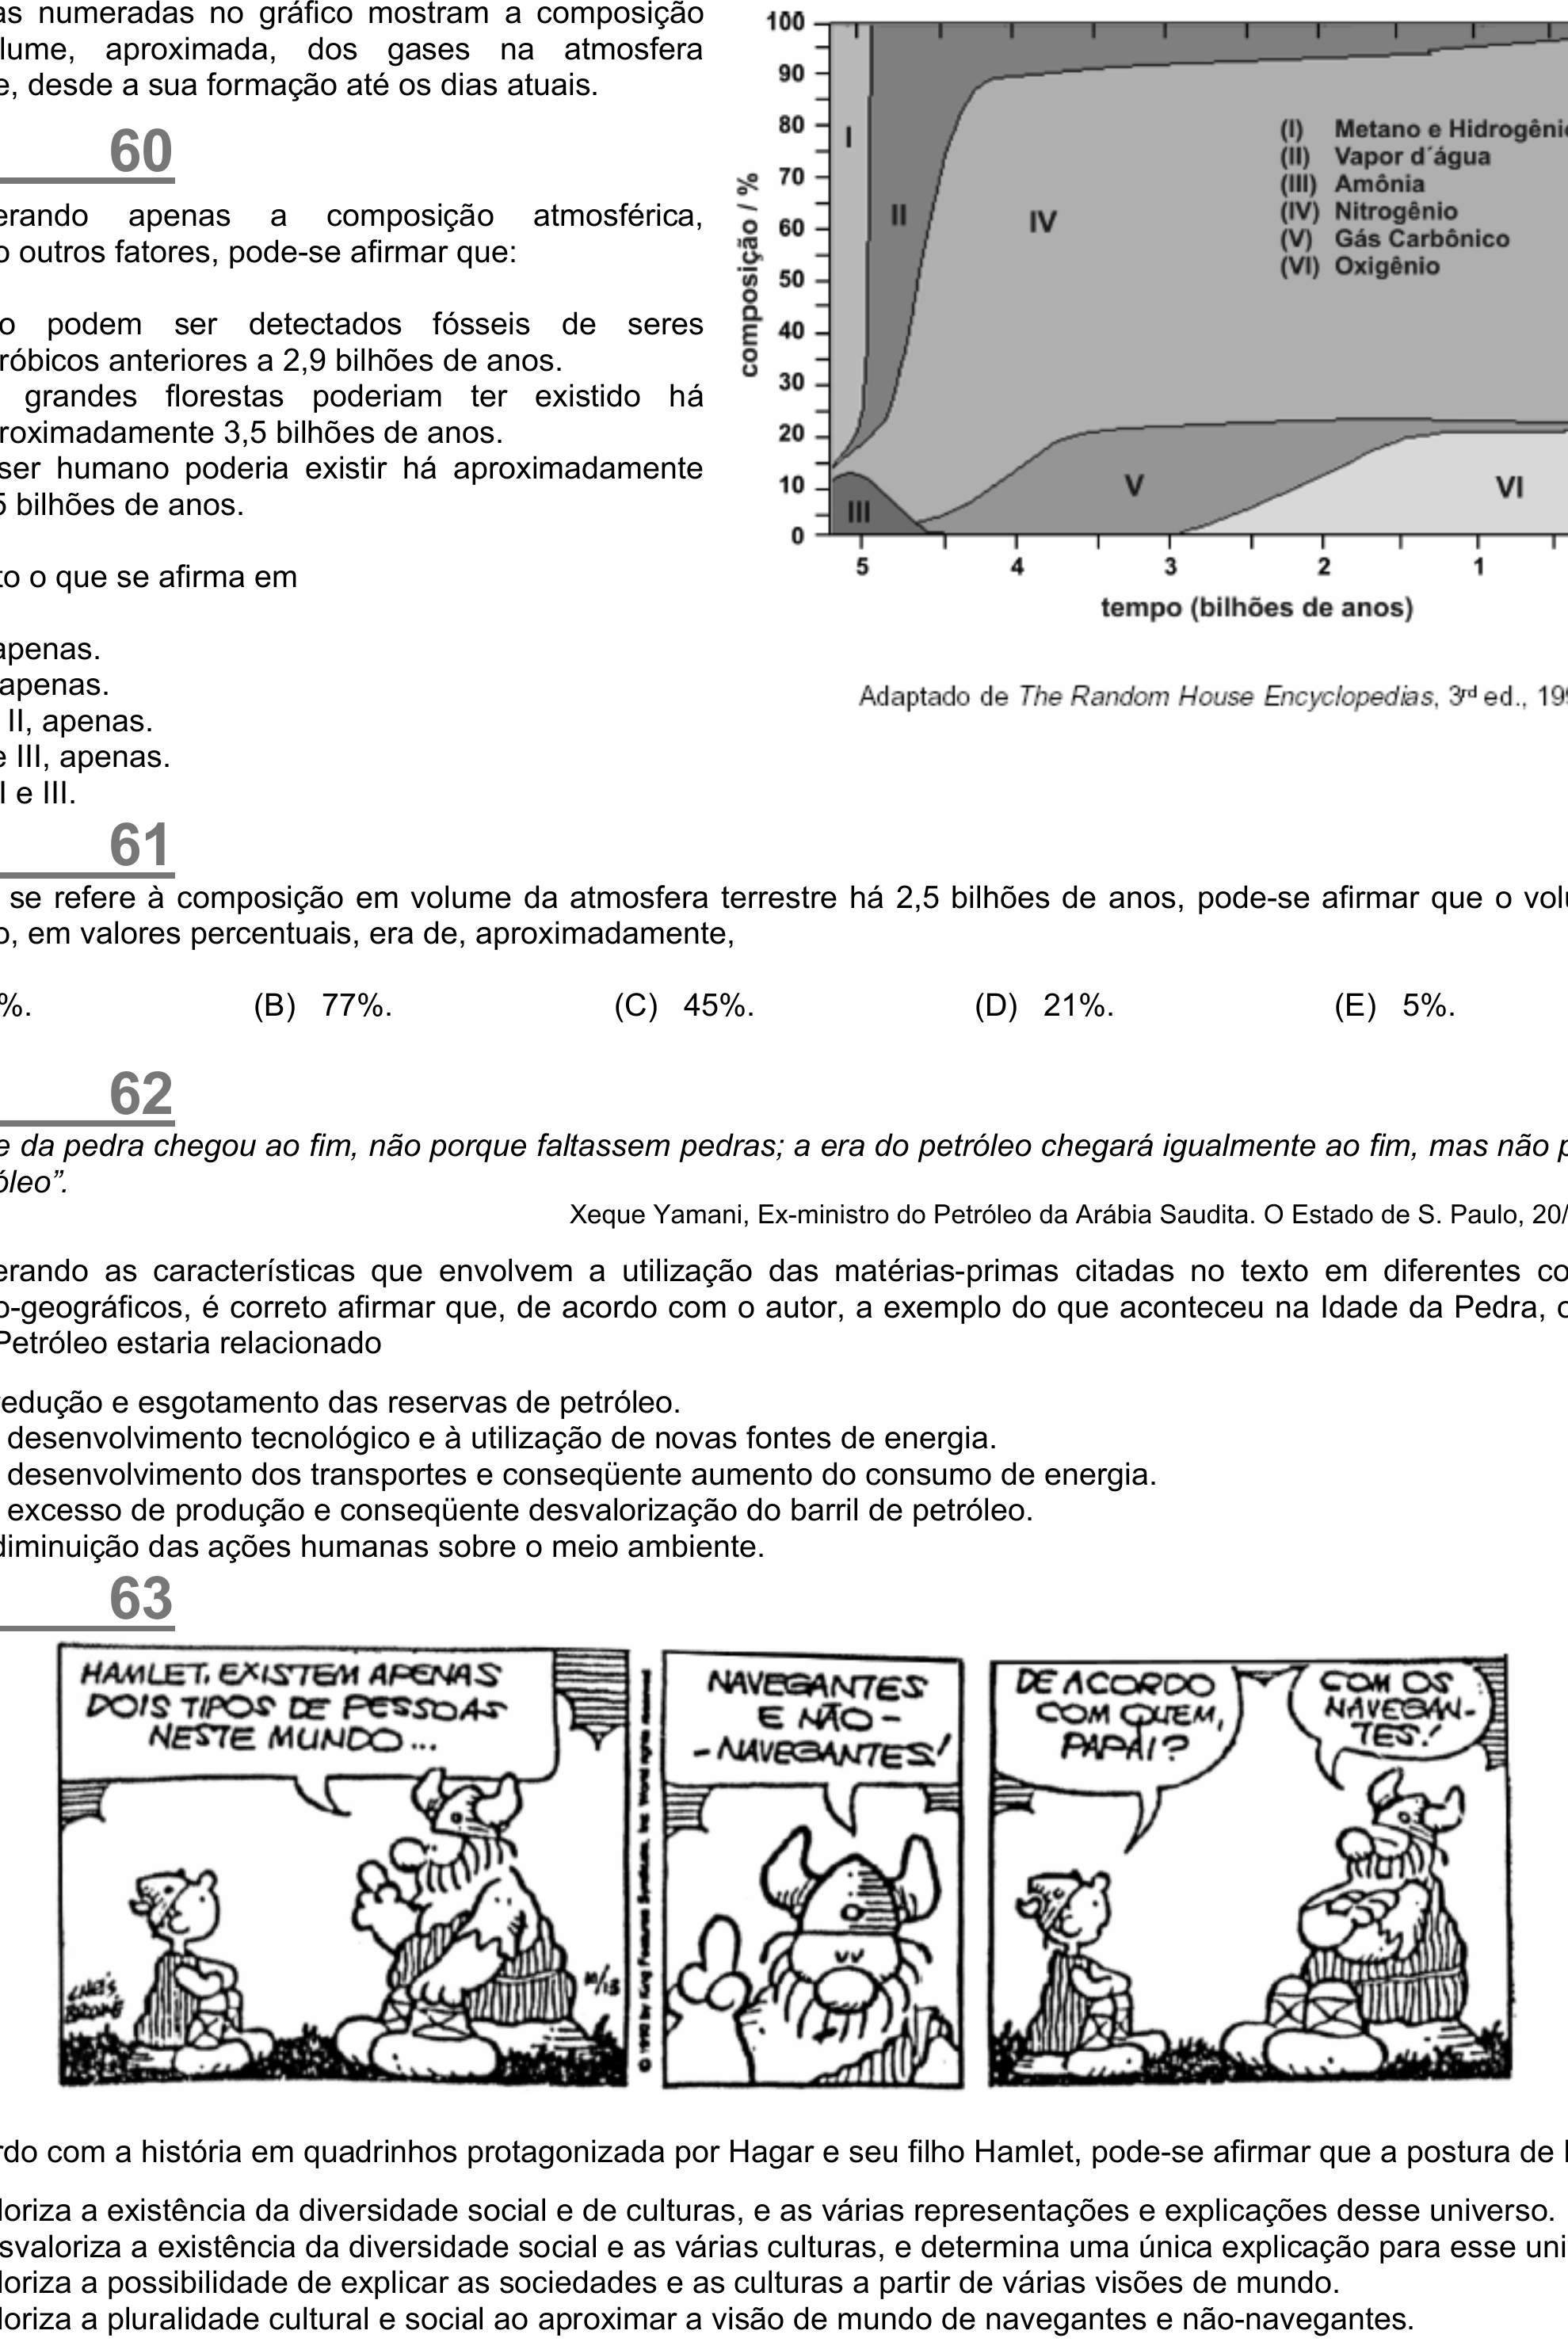 as numeradas no gráfico mostram a composição
lume, aproximada, dos gases na atmosfera
e, desde a sua formação até os dias atuais.
60
erando apenas a composição atmosférica,
o outros fatores, pode-se afirmar que:
o podem ser detectados fósseis de seres
róbicos anteriores a 2,9 bilhões de anos.
grandes florestas poderiam ter existido há
roximadamente 3,5 bilhões de anos.
ser humano poderia existir há aproximadamente
5 bilhões de anos.
to o que se afirma em
apenas.
apenas.
II, apenas.
e III, apenas.
I e III.
composição / %
100
90
80
70
60
50
40
30
20
10
0
I
II
III
IV
V
VI
(I) Metano e Hidrogêni
(II) Vapor d´água
(III) Amônia
(IV) Nitrogênio
(V) Gás Carbônico
(VI) Oxigênio
5 4 3 2 1
tempo (bilhões de anos)
Adaptado de The Random House Encyclopedias, 3rd ed., 199
61
se refere à composição em volume da atmosfera terrestre há 2,5 bilhões de anos, pode-se afirmar que o volu
o, em valores percentuais, era de, aproximadamente,
%. (B) 77%. (C) 45%. (D) 21%. (E) 5%.
62
e da pedra chegou ao fim, não porque faltassem pedras; a era do petróleo chegará igualmente ao fim, mas não p
óleo”.
Xeque Yamani, Ex-ministro do Petróleo da Arábia Saudita. O Estado de S. Paulo, 20/
erando as características que envolvem a utilização das matérias-primas citadas no texto em diferentes co
o-geográficos, é correto afirmar que, de acordo com o autor, a exemplo do que aconteceu na Idade da Pedra, o
Petróleo estaria relacionado
redução e esgotamento das reservas de petróleo.
desenvolvimento tecnológico e à utilização de novas fontes de energia.
desenvolvimento dos transportes e conseqüente aumento do consumo de energia.
excesso de produção e conseqüente desvalorização do barril de petróleo.
diminuição das ações humanas sobre o meio ambiente.
63
HAMLET, EXISTEM APENAS
DOIS TIPOS DE PESSOAS
NESTE MUNDO...
10/13
© 1990 by King Features Syndicate, Inc. World rights reserved.
NAVEGANTES
E NÃO-
-NAVEGANTES!
DE ACORDO
COM QUEM,
PAPAI?
COM OS
NAVEGAN-
TES!
rdo com a história em quadrinhos protagonizada por Hagar e seu filho Hamlet, pode-se afirmar que a postura de
loriza a existência da diversidade social e de culturas, e as várias representações e explicações desse universo.
svaloriza a existência da diversidade social e as várias culturas, e determina uma única explicação para esse uni
loriza a possibilidade de explicar as sociedades e as culturas a partir de várias visões de mundo.
loriza a pluralidade cultural e social ao aproximar a visão de mundo de navegantes e não-navegantes.